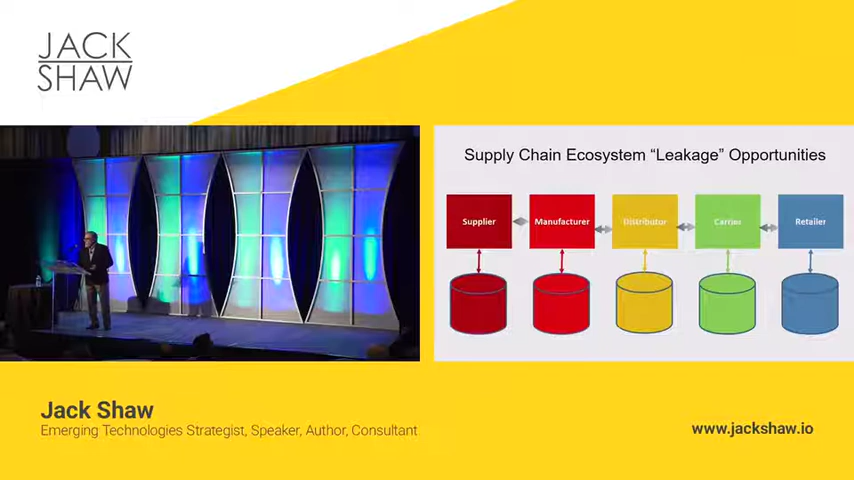 JACK
SHAW
Supply Chain Ecosystem “Leakage” Opportunities
Supplier
Manufacturer
Distributor
Carrier
Retailer
Jack Shaw
Emerging Technologies Strategist, Speaker, Author, Consultant
www.jackshaw.io